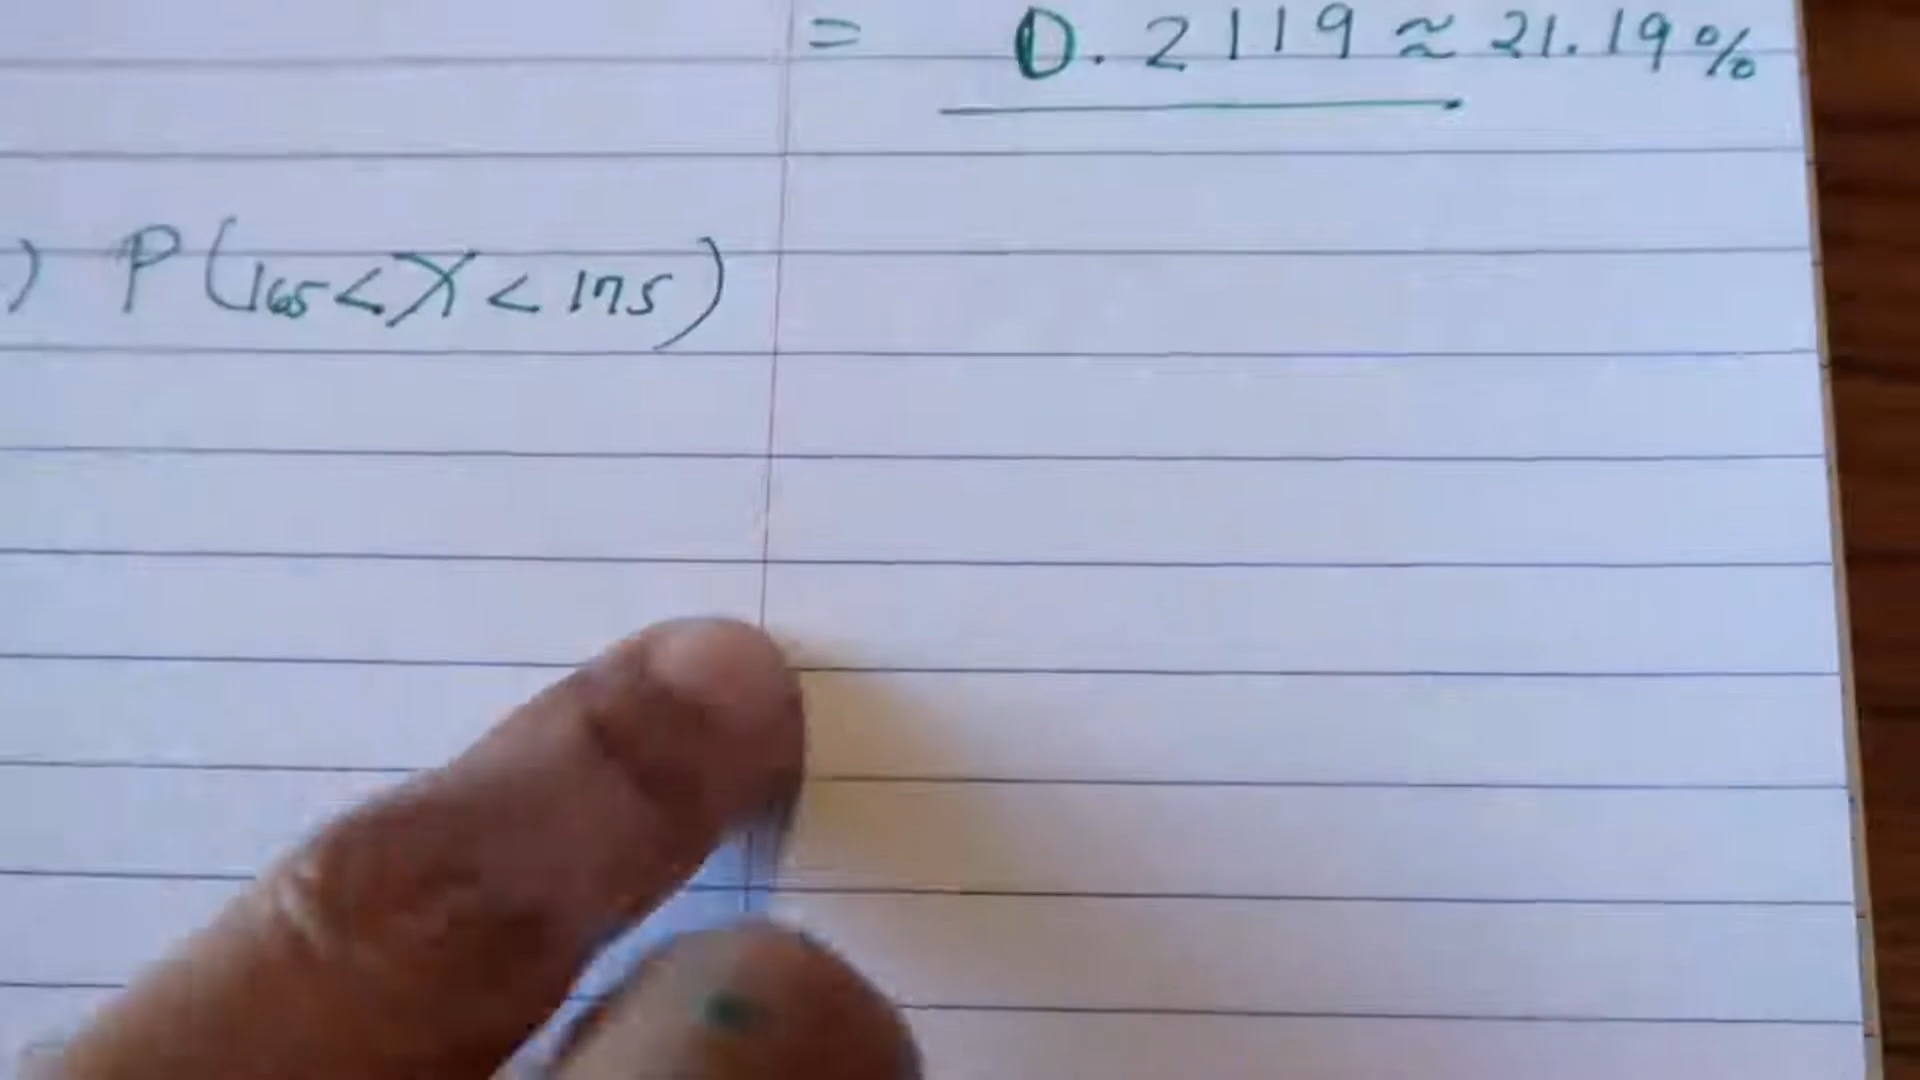 = 0.2119 ≈ 21.19%
) P(165<X<175)